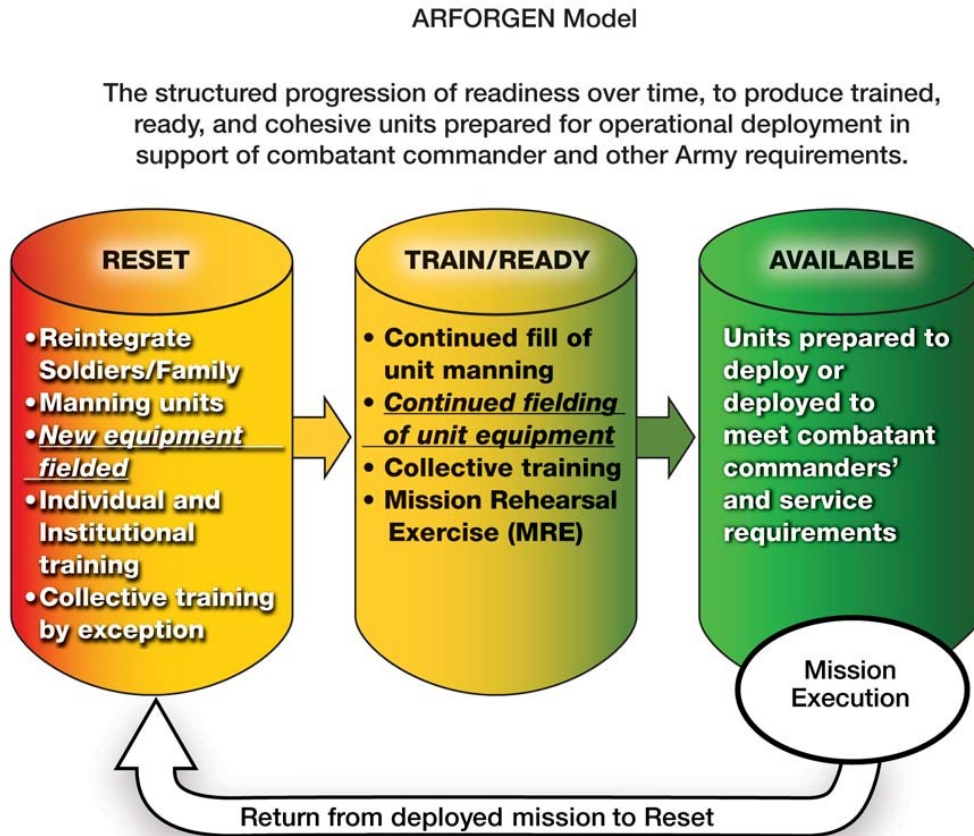 ARFORGEN Model
The structured progression of readiness over time, to produce trained,
ready, and cohesive units prepared for operational deployment in
support of combatant commander and other Army requirements.
RESET
•Reintegrate
Soldiers/Family
•Manning units
•New equipment
fielded
•Individual and
Institutional
training
•Collective training
by exception
TRAIN/READY
• Continued fill of
unit manning
• Continued fielding
of unit equipment
• Collective training
• Mission Rehearsal
Exercise (MRE)
AVAILABLE
Units prepared to
deploy or
deployed to
meet combatant
commanders'
and service
requirements
Mission
Execution
Return from deployed mission to Reset